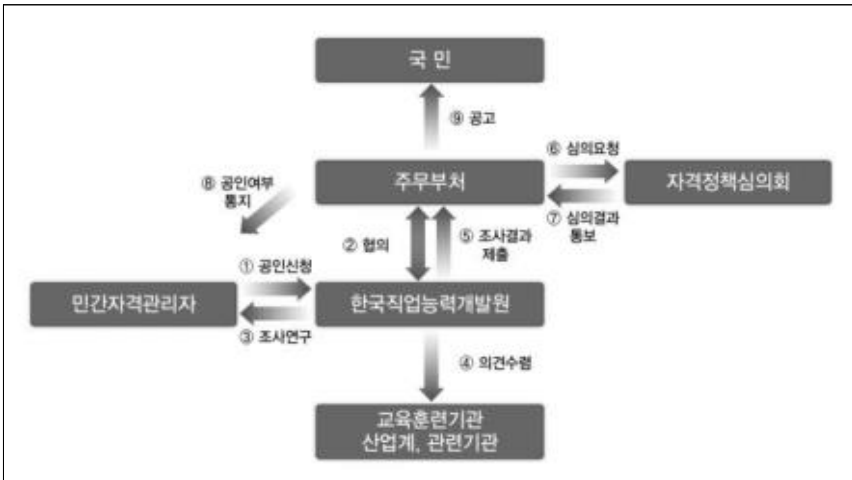 국 민
⑨ 공고
⑥ 심의요청
주무부처
자격정책심의회
⑧ 공인여부
통지
⑦ 심의결과
통보
② 협의
⑤ 조사결과
제출
① 공인신청
민간자격관리자
한국직업능력개발원
③ 조사연구
④ 의견수렴
교육훈련기관
산업계, 관련기관